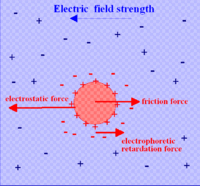 Electric field strength
electrostatic force
friction force
electrophoretic
retardation force